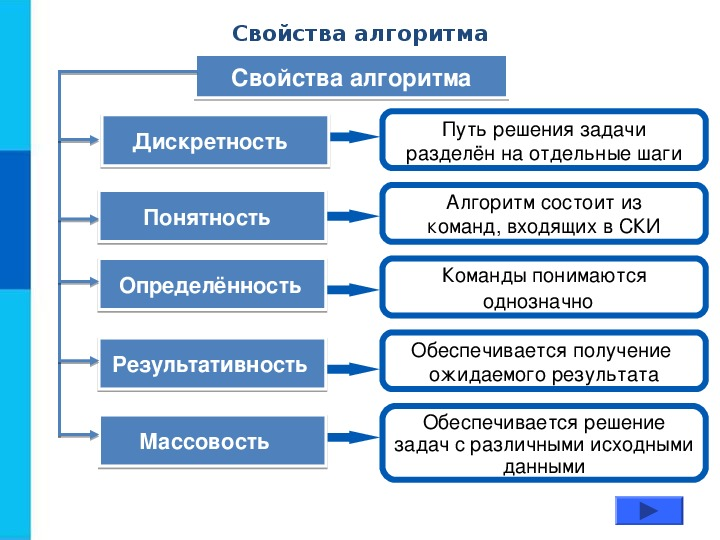 Свойства алгоритма
Свойства алгоритма
Дискретность
Путь решения задачи
разделён на отдельные шаги
Понятность
Алгоритм состоит из
команд, входящих в СКИ
Определённость
Команды понимаются
однозначно
Результативность
Обеспечивается получение
ожидаемого результата
Массовость
Обеспечивается решение
задач с различными исходными
данными